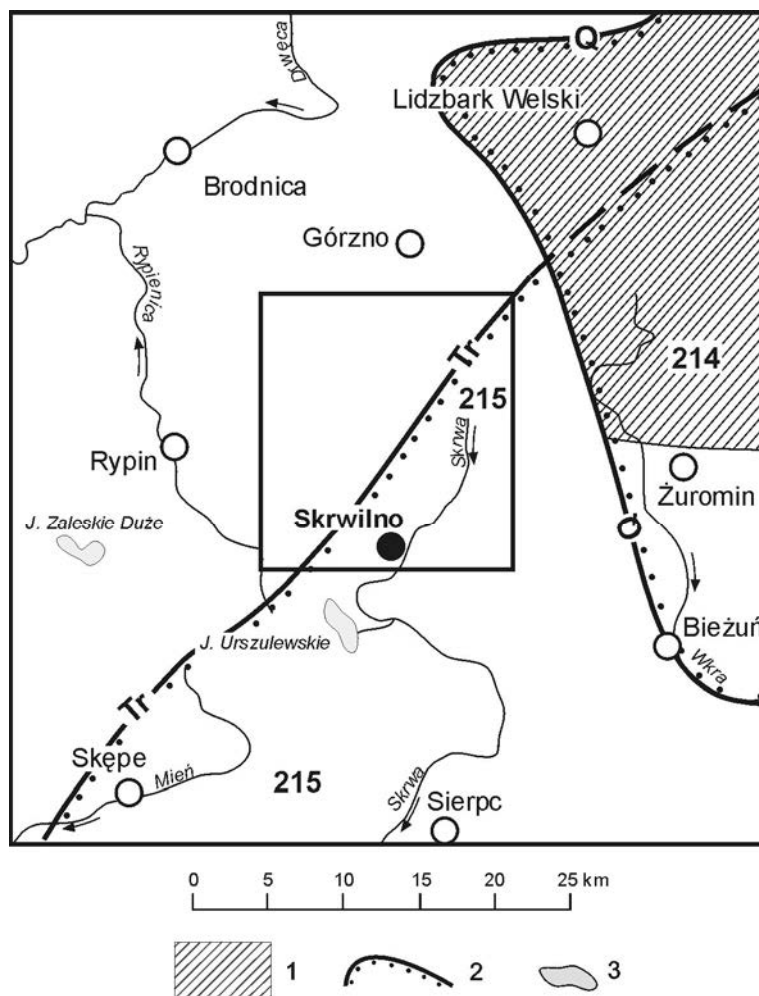 Drwęca
Q
Lidzbark Welski
Brodnica
Górzno
Rypienica
Tr
214
215
Skrwa
Rypin
Żuromin
J. Zaleskie Duże
Skrwilno
Q
J. Urszulewskie
Bieżuń
Wkra
Tr
Skępe
Mień
215
Skrwa
Sierpc
0 5 10 15 20 25 km
1 2 3